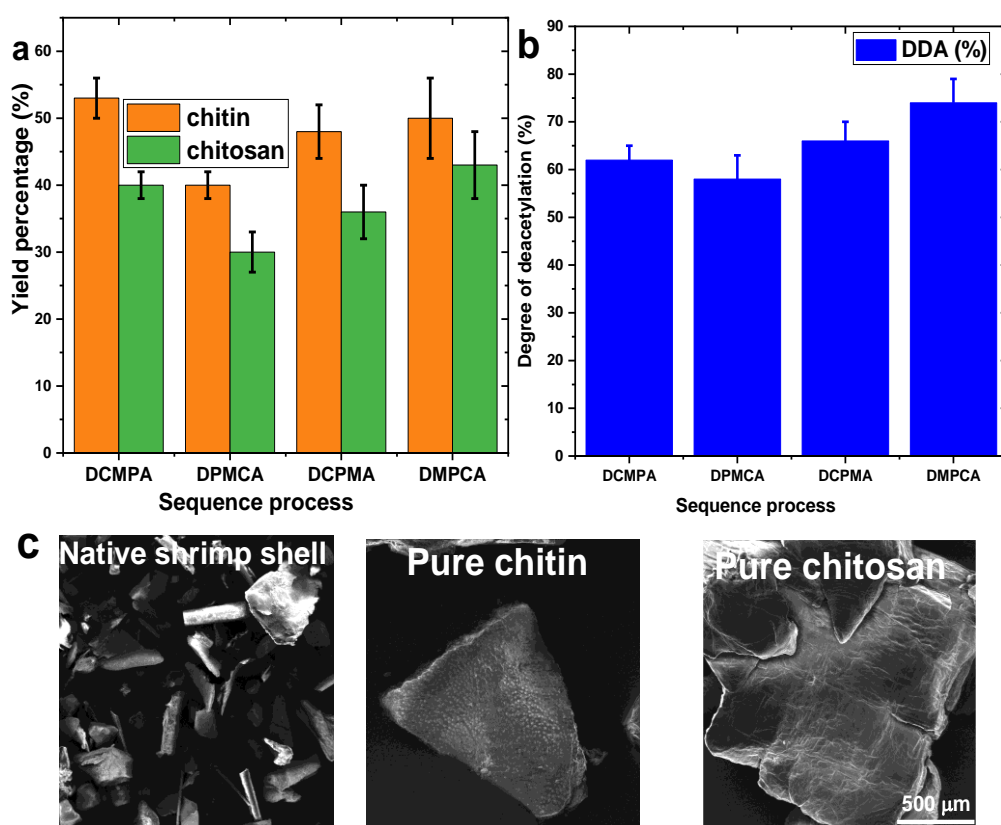 a
Yield percentage (%)
60
50
40
30
20
10
0
chitin
chitosan
DCMPA DPMCA DCPMA DMPCA
Sequence process
b
Degree of deacetylation (%)
90
80
70
60
50
40
30
20
10
0
DDA (%)
DCMPA DPMCA DCPMA DMPCA
Sequence process
c
Native shrimp shell
Pure chitin
Pure chitosan
500 µm